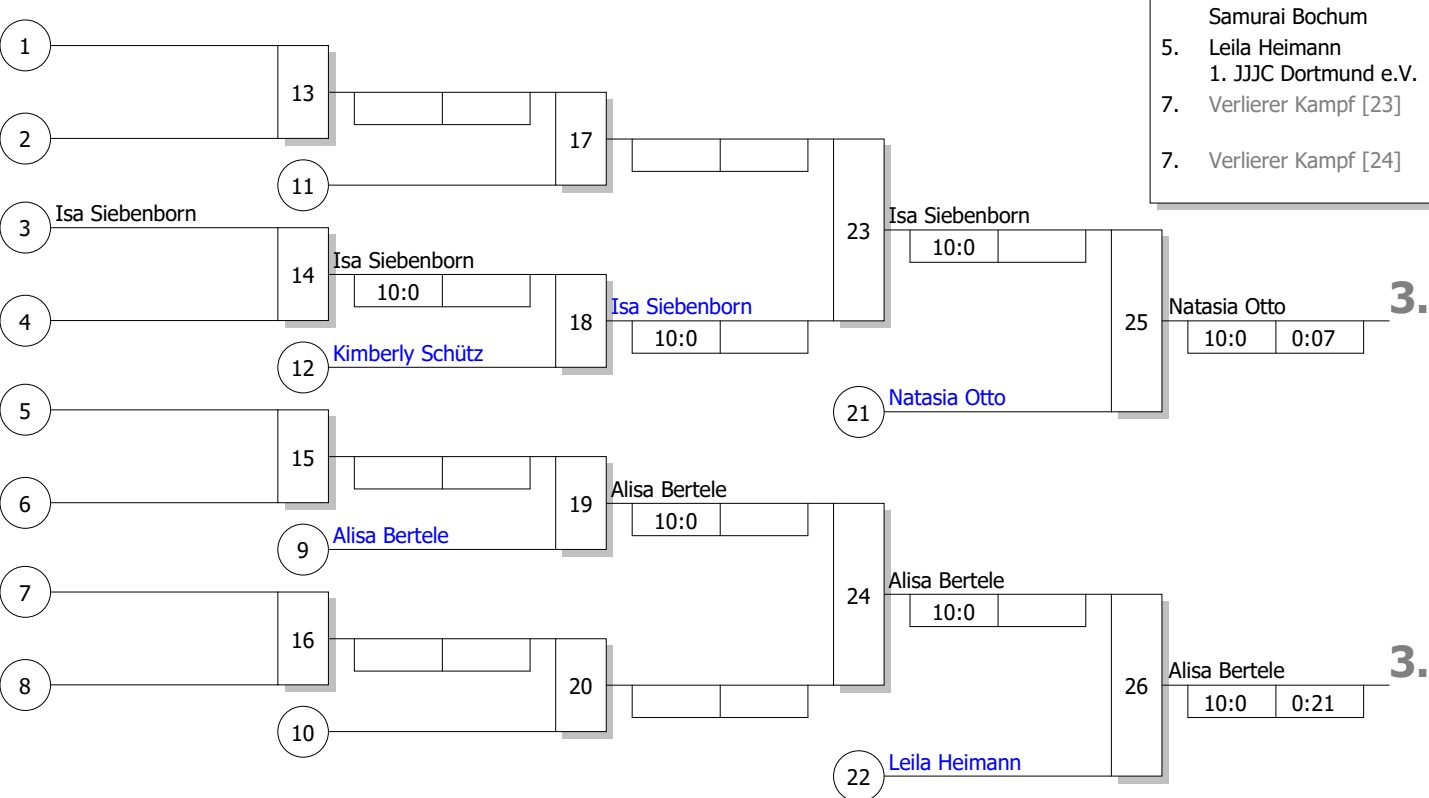 Samurai Bochum
5. Leila Heimann
1. JJJC Dortmund e.V.
7. Verlierer Kampf [23]
7. Verlierer Kampf [24]
1
13
2
17
11
3 Isa Siebenborn
23 Isa Siebenborn
10:0
14 Isa Siebenborn
10:0
4
18 Isa Siebenborn
10:0
25 Natasia Otto 3.
10:0 0:07
12 Kimberly Schütz
5
21 Natasia Otto
15
6
19 Alisa Bertele
10:0
9 Alisa Bertele
7
24 Alisa Bertele
10:0
16
8
20
26 Alisa Bertele 3.
10:0 0:21
10
22 Leila Heimann